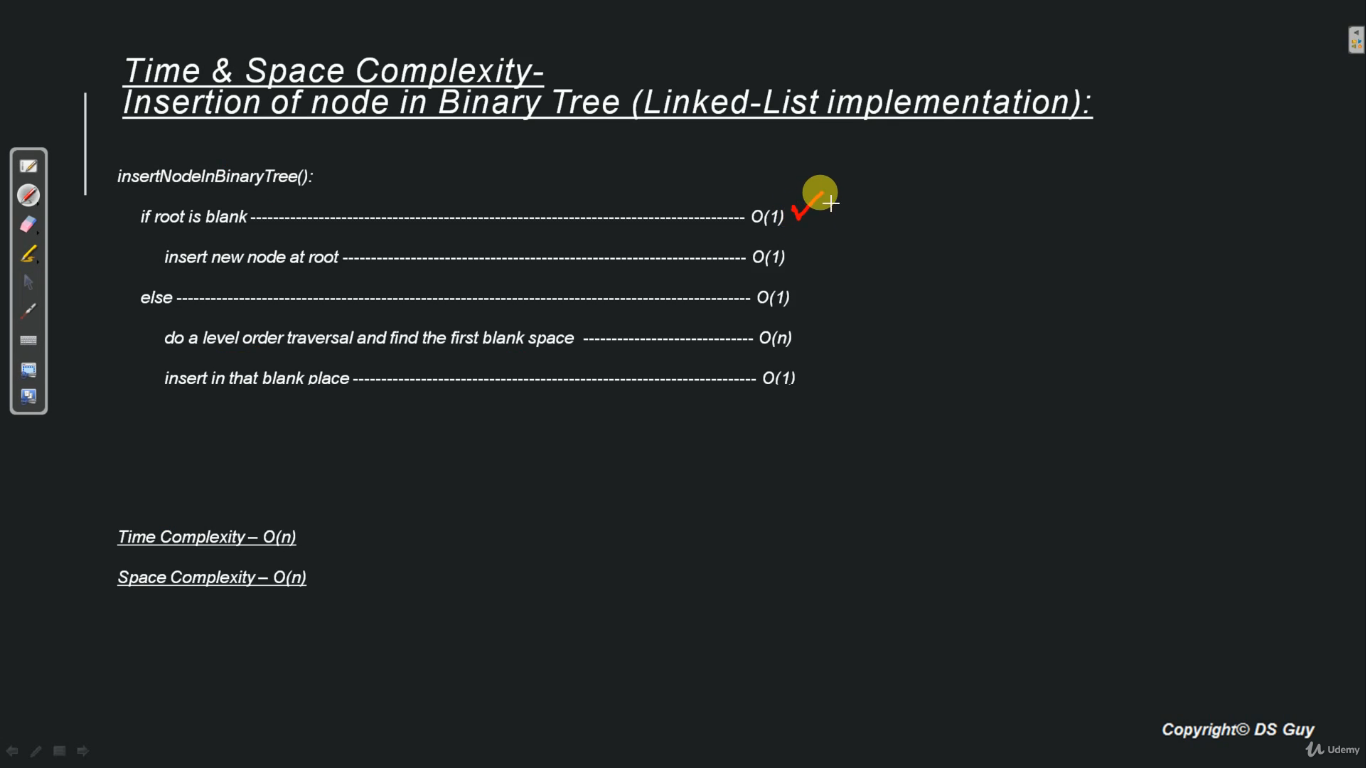 Time & Space Complexity-
Insertion of node in Binary Tree (Linked-List implementation):
insertNodeInBinaryTree():
if root is blank ----------------------------------------------------------------------------------------- O(1)
insert new node at root ------------------------------------------------------------------------- O(1)
else ------------------------------------------------------------------------------------------------------- O(1)
do a level order traversal and find the first blank space ------------------------------ O(n)
insert in that blank place ------------------------------------------------------------------------ O(1)
Time Complexity – O(n)
Space Complexity – O(n)
Copyright© DS Guy
Udemy